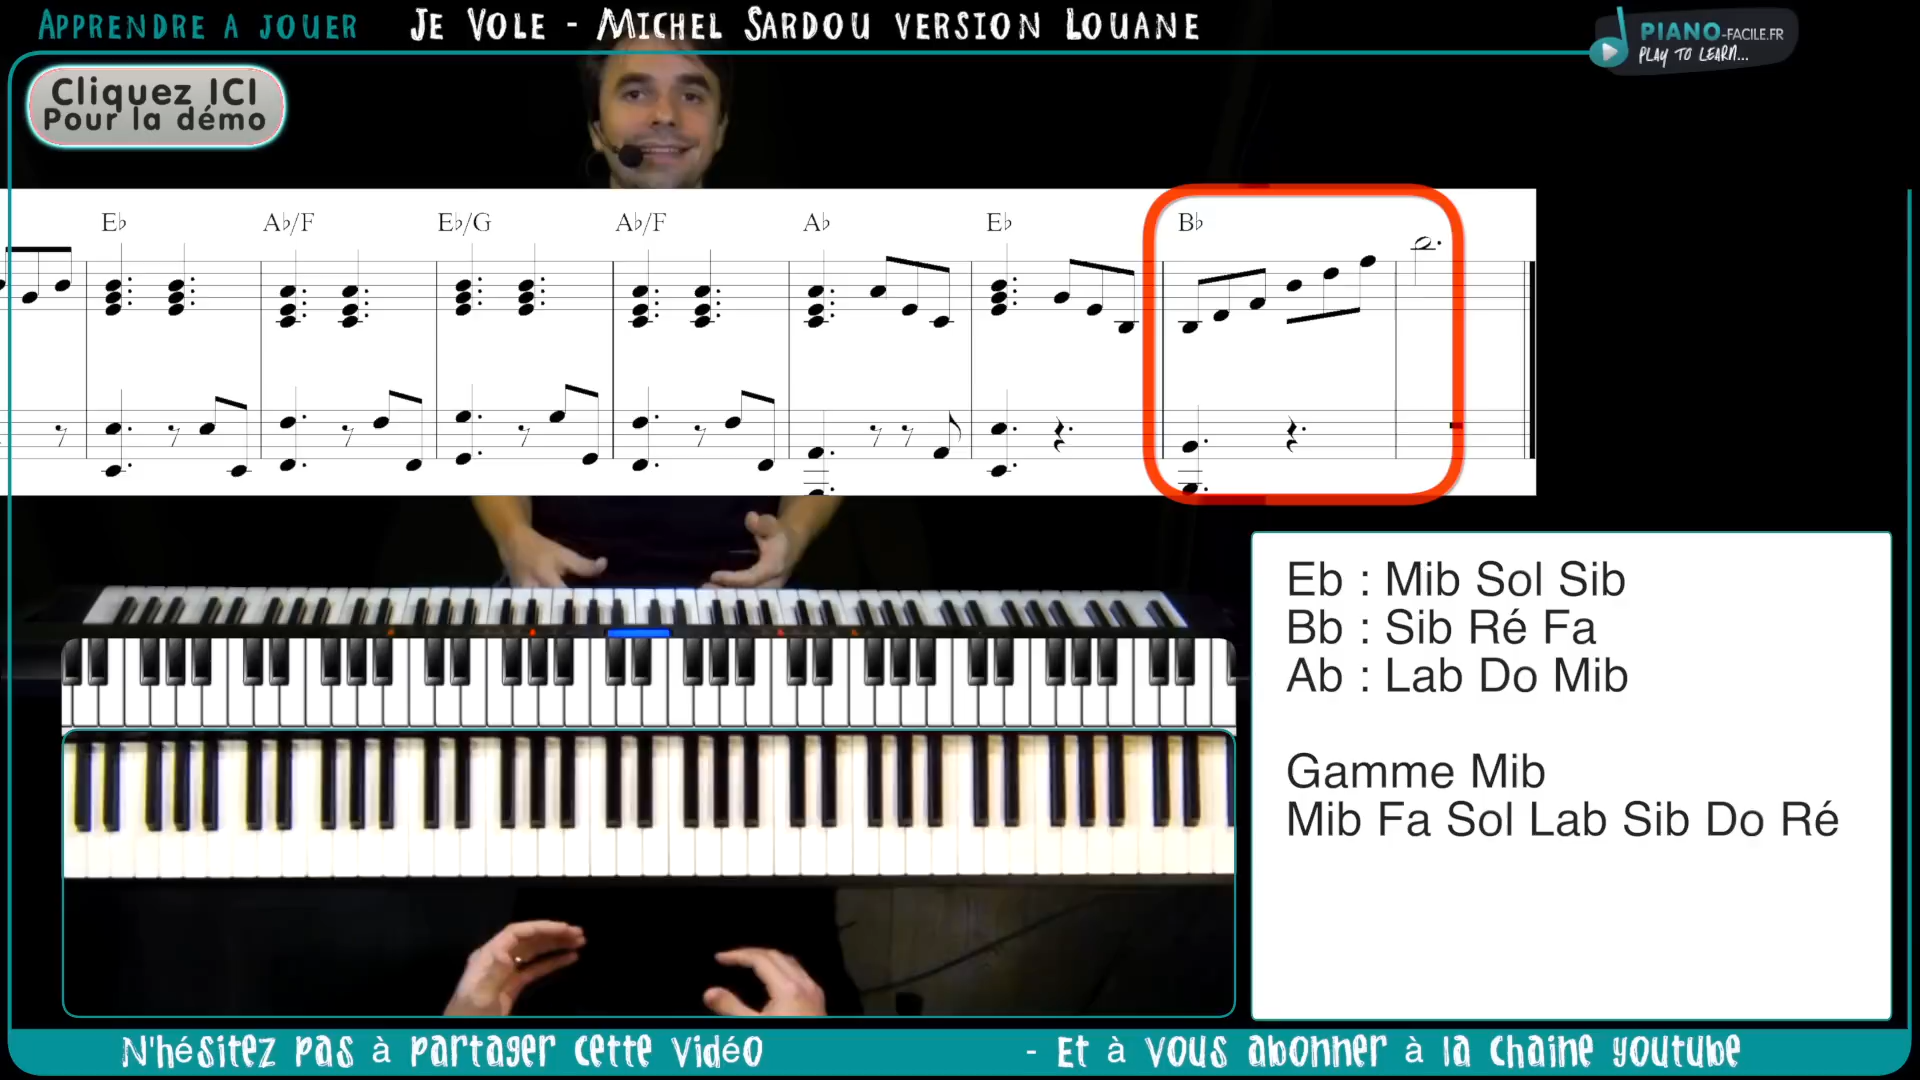 APPRENDRE A JOUER JE VOLE - MICHEL SARDOU VERSION LOUANE
PIANO-FACILE.FR
PLAY TO LEARN...
Cliquez ICI
Pour la démo
E♭ A♭/F E♭/G A♭/F A♭ E♭ B♭
Eb : Mib Sol Sib
Bb : Sib Ré Fa
Ab : Lab Do Mib
Gamme Mib
Mib Fa Sol Lab Sib Do Ré
N'hésitez pas à partager cette vidéo - Et à vous abonner à la chaine youtube